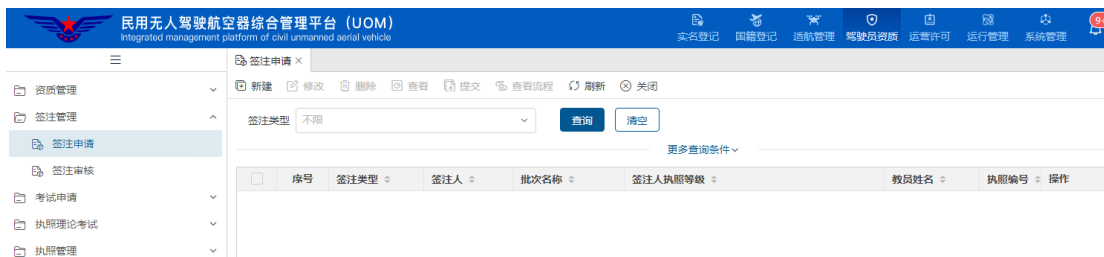 民用无人驾驶航空器综合管理平台（UOM）
Integrated management platform of civil unmanned aerial vehicle
实名登记 国籍登记 适航管理 驾驶员资质 运营许可 运行管理 系统管理
签注申请 ×
资质管理
签注管理
签注申请
签注审核
考试申请
执照理论考试
执照管理
新建 修改 删除 查看 提交 查看流程 刷新 关闭
签注类型 不限 查询 清空
更多查询条件
序号 签注类型 签注人 批次名称 签注人执照等级 教员姓名 执照编号 操作